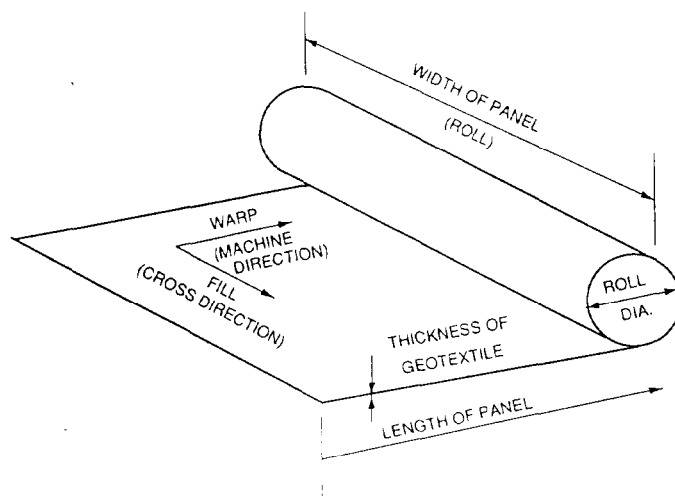 WIDTH OF PANEL
(ROLL)
WARP
(MACHINE
DIRECTION)
FILL
(CROSS DIRECTION)
ROLL
DIA.
THICKNESS OF
GEOTEXTILE
LENGTH OF PANEL